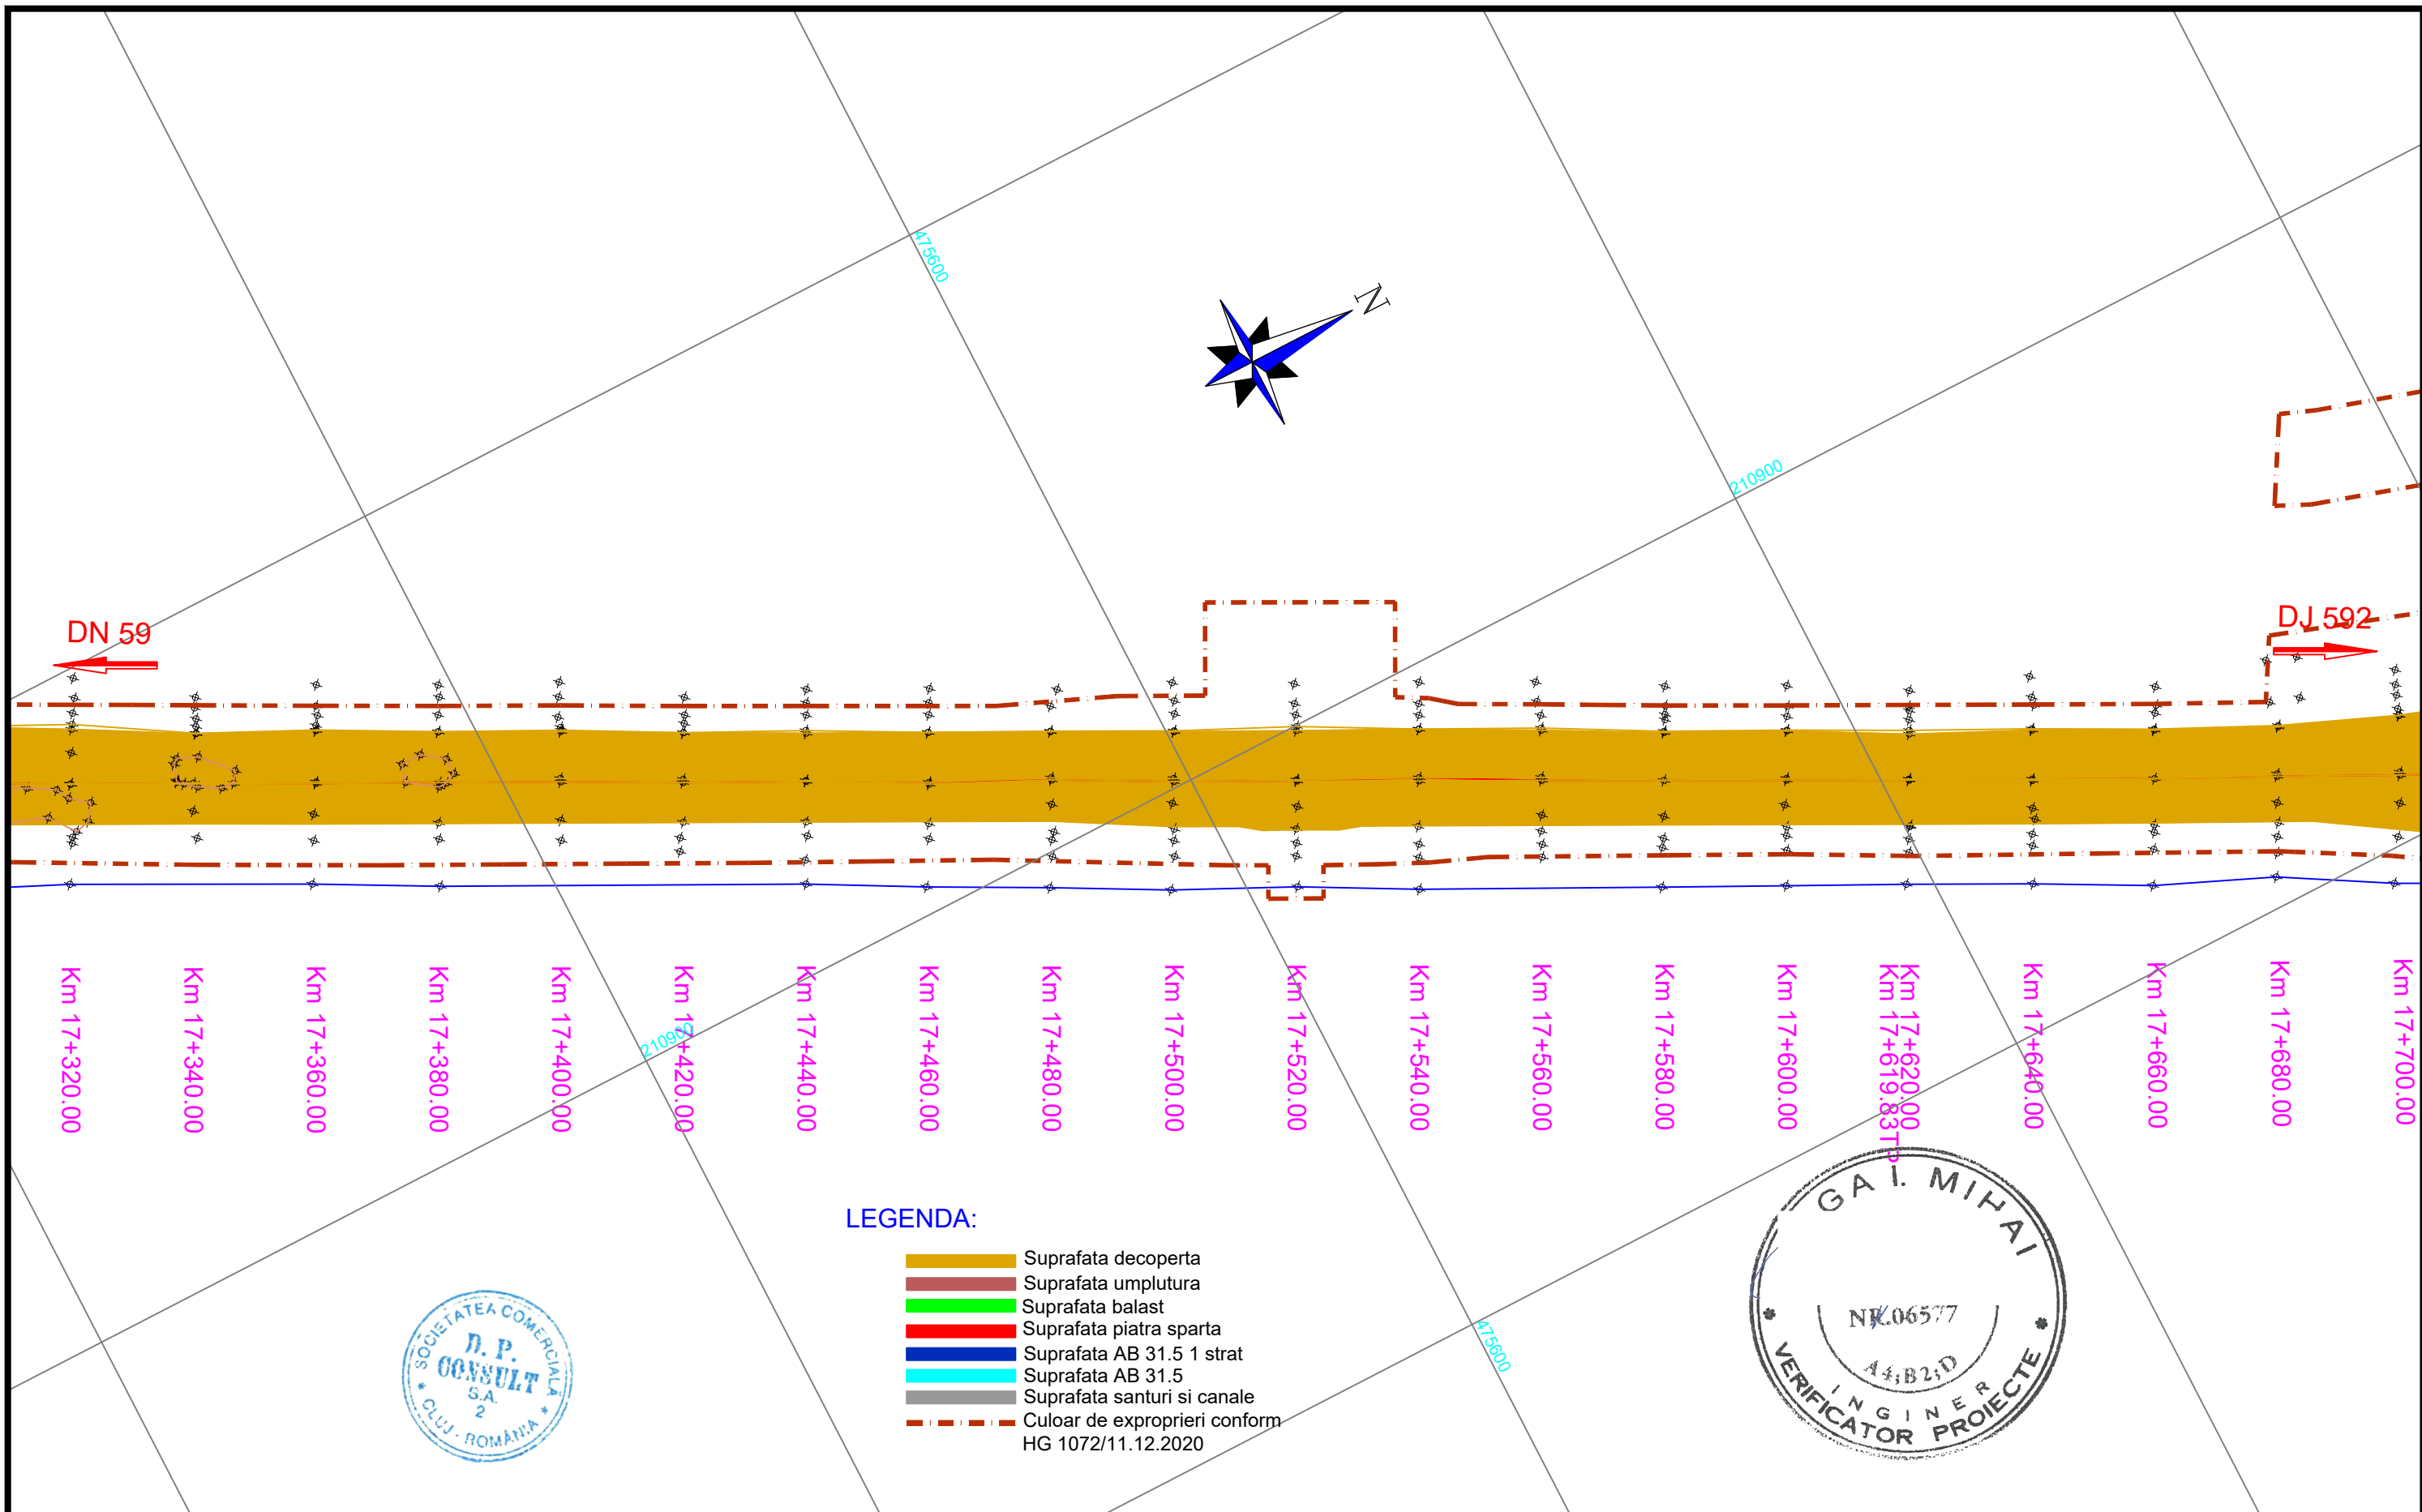 475600
N
210900
DN 59
DJ 592
Km 17+320.00
Km 17+340.00
Km 17+360.00
Km 17+380.00
Km 17+400.00
Km 17+420.00
Km 17+440.00
Km 17+460.00
Km 17+480.00
Km 17+500.00
Km 17+520.00
Km 17+540.00
Km 17+560.00
Km 17+580.00
Km 17+600.00
Km 17+619.83T
Km 17+620.00
Km 17+640.00
Km 17+660.00
Km 17+680.00
Km 17+700.00
210900
LEGENDA:
Suprafata decoperta
Suprafata umplutura
Suprafata balast
Suprafata piatra sparta
Suprafata AB 31.5 1 strat
Suprafata AB 31.5
Suprafata santuri si canale
Culoar de exproprieri conform
HG 1072/11.12.2020
475600
SOCIETATEA COMERCIALĂ
D. P.
CONSULT
S.A.
2
* CLUJ - ROMÂNIA *
GA I. MIHAI
NR.06577
A4;B2;D
INGINER
* VERIFICATOR PROIECTE *